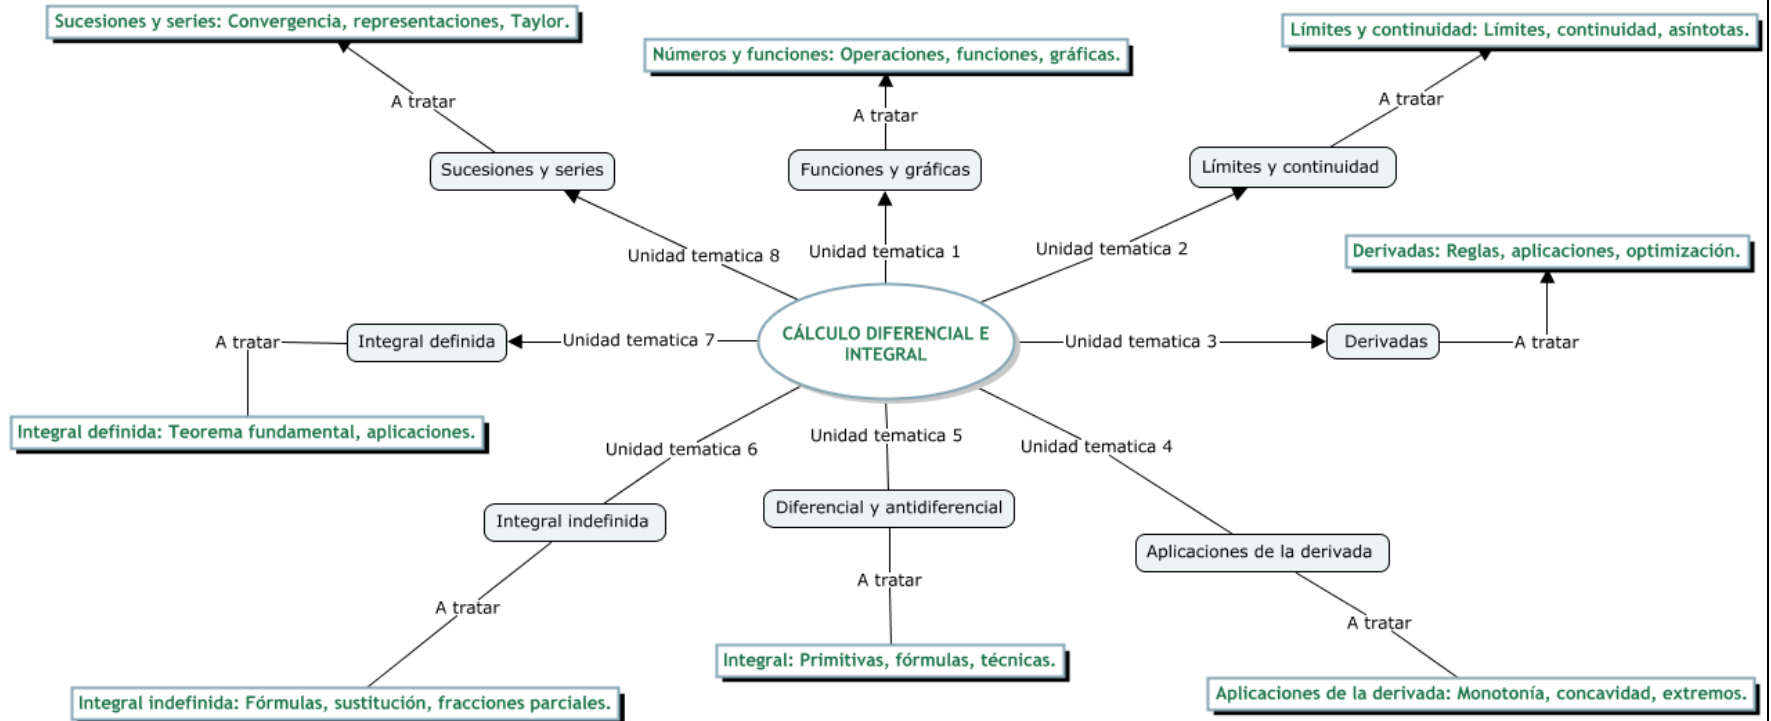 Sucesiones y series: Convergencia, representaciones, Taylor.
Límites y continuidad: Límites, continuidad, asíntotas.
Números y funciones: Operaciones, funciones, gráficas.
A tratar
A tratar
A tratar
Sucesiones y series
Funciones y gráficas
Límites y continuidad
Unidad tematica 8
Unidad tematica 1
Unidad tematica 2
Derivadas: Reglas, aplicaciones, optimización.
CÁLCULO DIFERENCIAL E
INTEGRAL
A tratar
Integral definida
Unidad tematica 7
Unidad tematica 3
Derivadas
A tratar
Integral definida: Teorema fundamental, aplicaciones.
Unidad tematica 6
Unidad tematica 5
Unidad tematica 4
Integral indefinida
Diferencial y antidiferencial
Aplicaciones de la derivada
A tratar
A tratar
A tratar
Integral: Primitivas, fórmulas, técnicas.
Integral indefinida: Fórmulas, sustitución, fracciones parciales.
Aplicaciones de la derivada: Monotonía, concavidad, extremos.